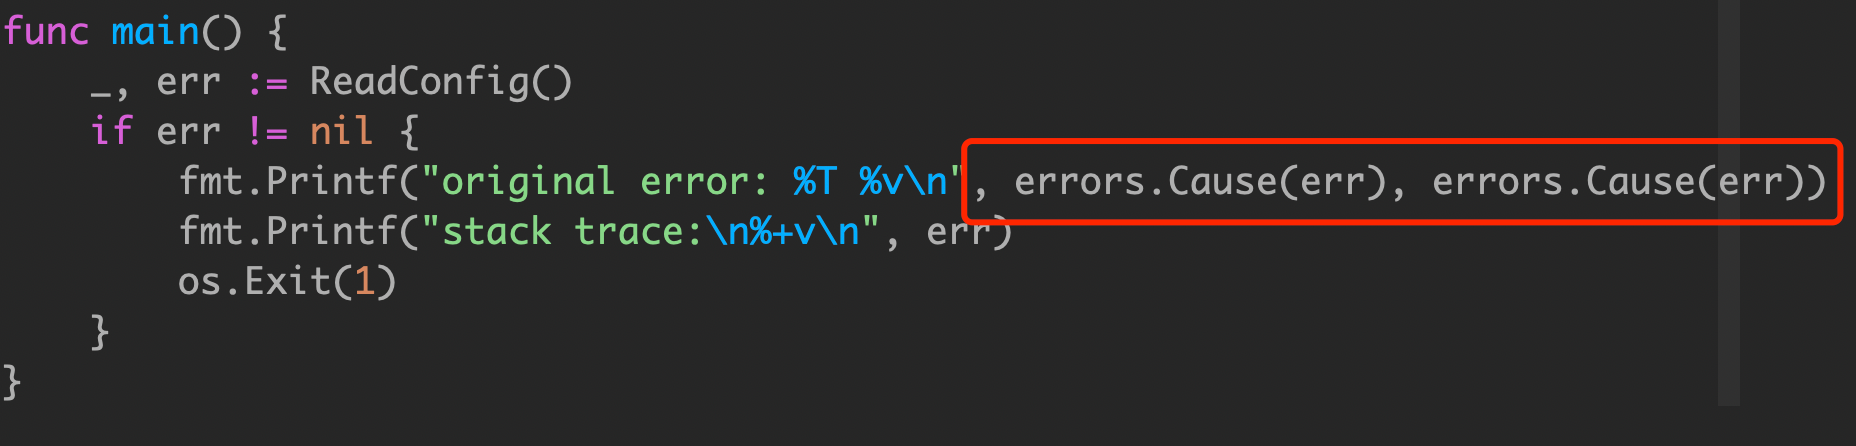 func main() {
    _, err := ReadConfig()
    if err != nil {
        fmt.Printf("original error: %T %v\n", errors.Cause(err), errors.Cause(err))
        fmt.Printf("stack trace:\n%+v\n", err)
        os.Exit(1)
    }
}